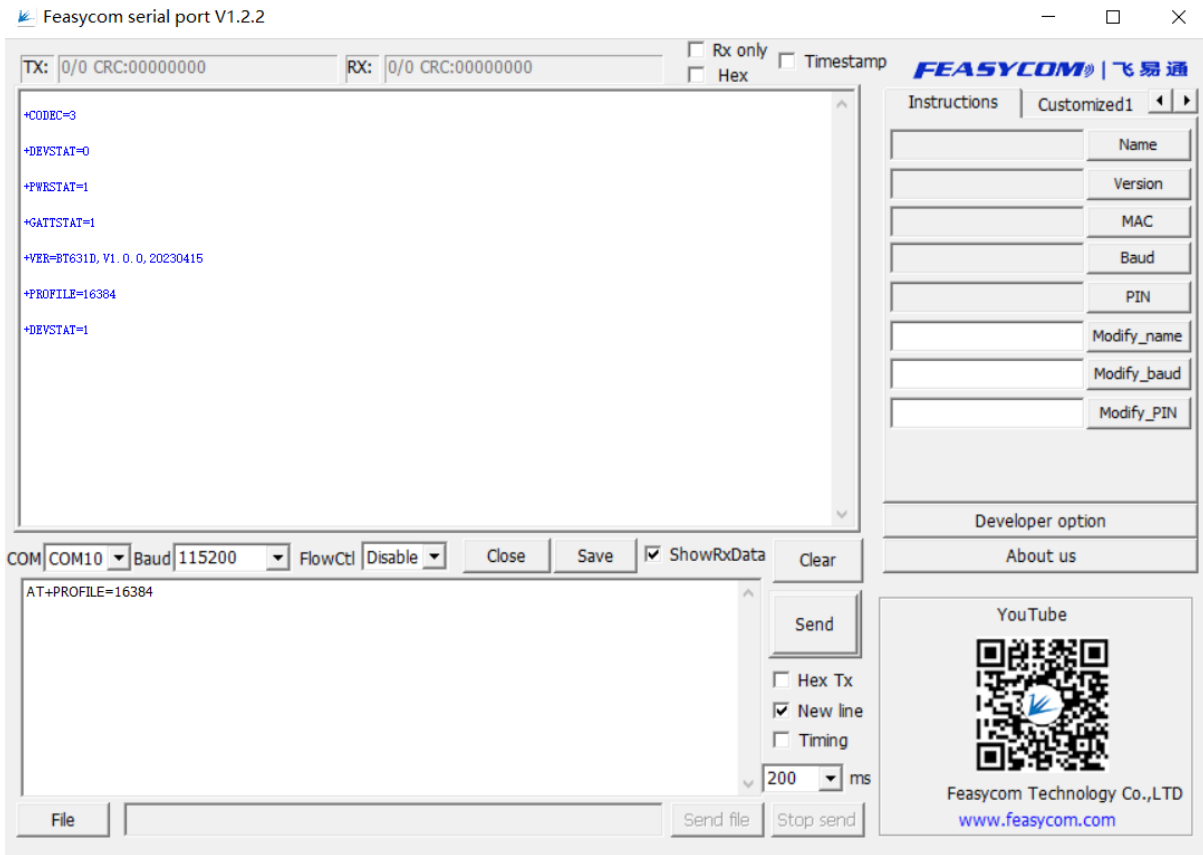 Feasycom serial port V1.2.2
TX: 0/0 CRC:00000000 RX: 0/0 CRC:00000000
Rx only
Hex
Timestamp
FEASYCOM | 飞易通
+CODEC=3
+DEVSTAT=0
+PWRSTAT=1
+GATTSTAT=1
+VER=BT631D, V1.0.0, 20230415
+PROFILE=16384
+DEVSTAT=1
Instructions Customized1
Name
Version
MAC
Baud
PIN
Modify_name
Modify_baud
Modify_PIN
Developer option
About us
COM COM10 Baud 115200 FlowCtl Disable Close Save ShowRxData Clear
AT+PROFILE=16384
Send
Hex Tx
New line
Timing
200 ms
File Send file Stop send
YouTube
Feasycom Technology Co.,LTD
www.feasycom.com